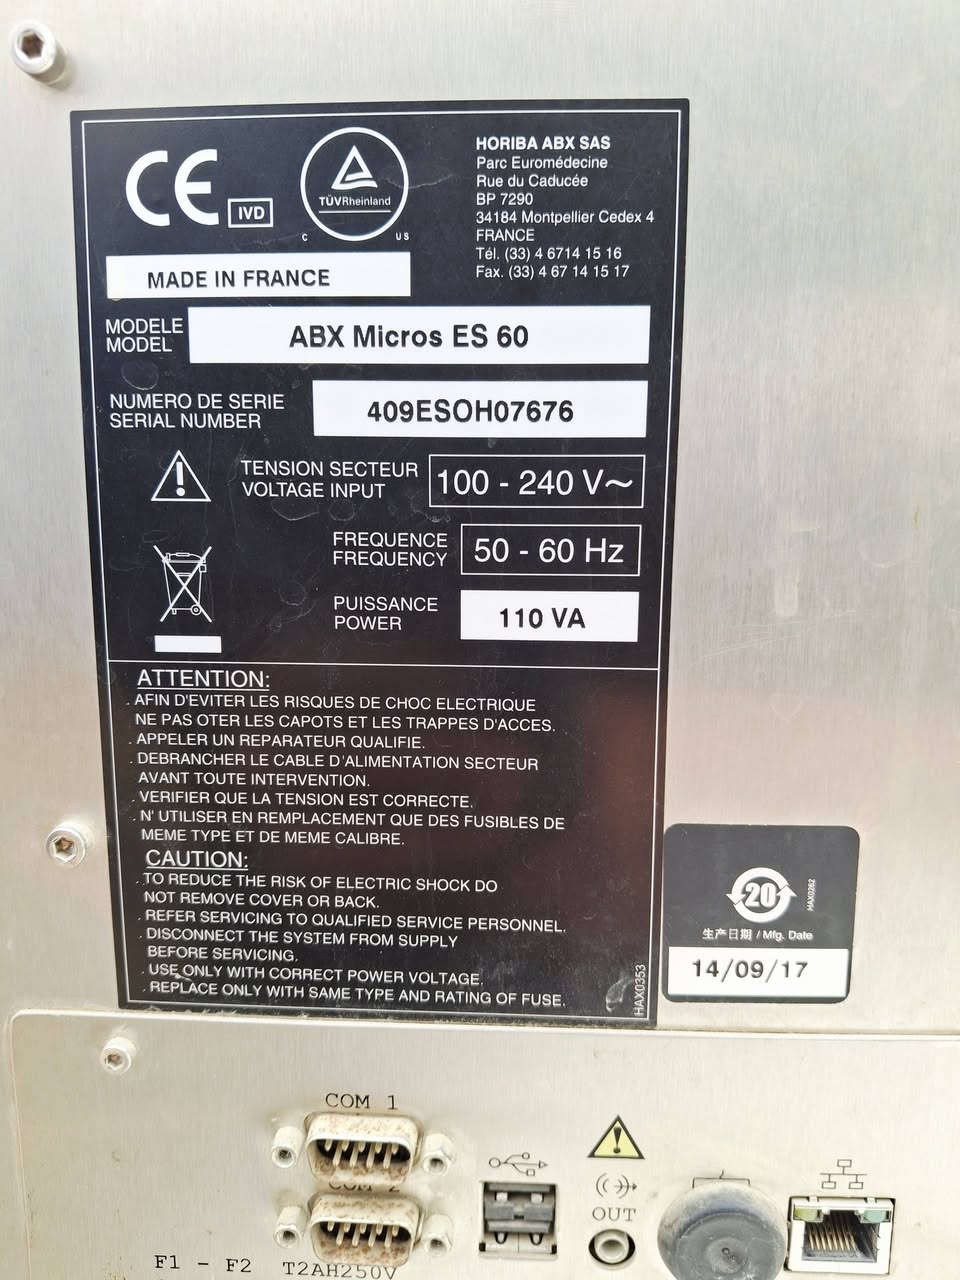 CE
IVD
TÜVRheinland
C US
HORIBA ABX SAS
Parc Euromédecine
Rue du Caducée
BP 7290
34184 Montpellier Cedex 4
FRANCE
Tél. (33) 4 6714 15 16
Fax. (33) 4 67 14 15 17
MADE IN FRANCE
MODELE
MODEL
ABX Micros ES 60
NUMERO DE SERIE
SERIAL NUMBER
409ESOH07676
TENSION SECTEUR
VOLTAGE INPUT
100 - 240 V~
FREQUENCE
FREQUENCY
50 - 60 Hz
PUISSANCE
POWER
110 VA
ATTENTION:
. AFIN D'EVITER LES RISQUES DE CHOC ELECTRIQUE
NE PAS OTER LES CAPOTS ET LES TRAPPES D'ACCES.
. APPELER UN REPARATEUR QUALIFIE.
. DEBRANCHER LE CABLE D'ALIMENTATION SECTEUR
AVANT TOUTE INTERVENTION.
. VERIFIER QUE LA TENSION EST CORRECTE.
. N' UTILISER EN REMPLACEMENT QUE DES FUSIBLES DE
MEME TYPE ET DE MEME CALIBRE.
CAUTION:
. TO REDUCE THE RISK OF ELECTRIC SHOCK DO
NOT REMOVE COVER OR BACK.
. REFER SERVICING TO QUALIFIED SERVICE PERSONNEL.
. DISCONNECT THE SYSTEM FROM SUPPLY
BEFORE SERVICING.
. USE ONLY WITH CORRECT POWER VOLTAGE.
. REPLACE ONLY WITH SAME TYPE AND RATING OF FUSE.
HAX0353
20
HAX0262
生产日期 / Mfg. Date
14/09/17
COM 1
COM 2
OUT
F1 - F2 T2AH250V